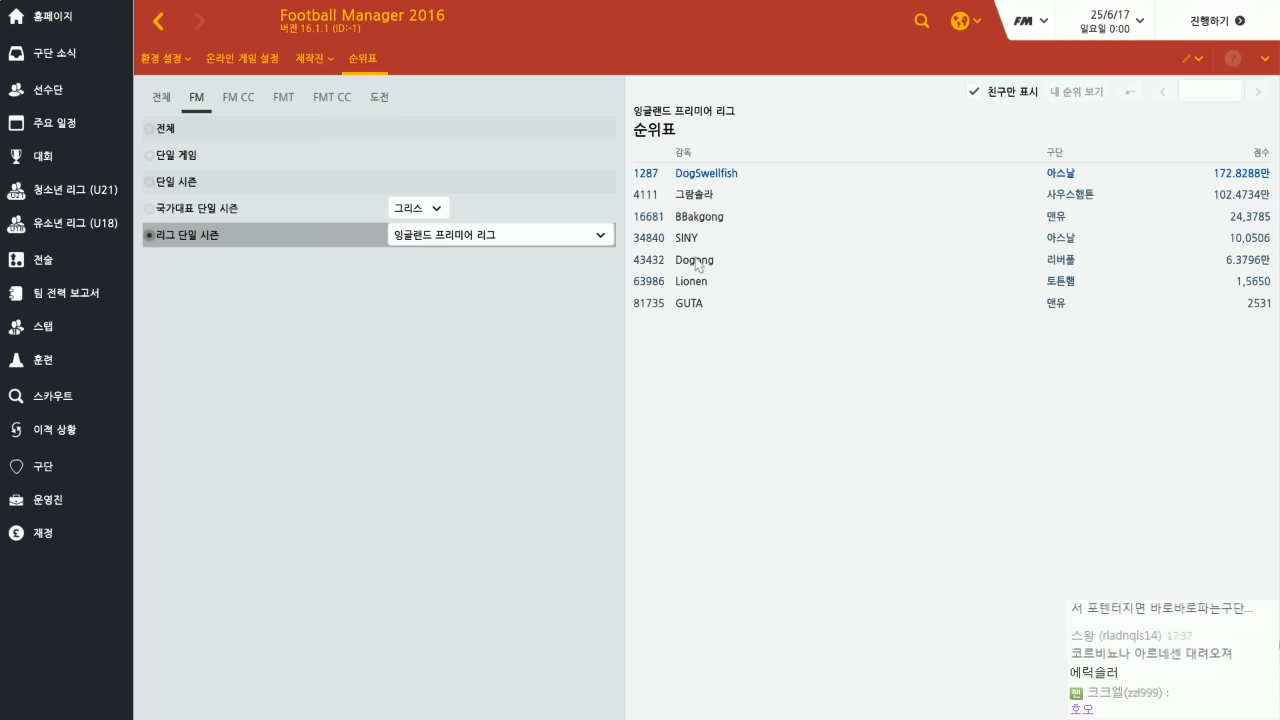 홈페이지
구단 소식
선수단
주요 일정
대회
청소년 리그 (U21)
유소년 리그 (U18)
전술
팀 전력 보고서
스탭
훈련
스카우트
이적 상황
구단
운영진
재정
Football Manager 2016
버전 16.1.1 (ID:-1)
FM
25/6/17
일요일 0:00
진행하기
환경 설정 온라인 게임 설정 제작진 순위표
전체 FM FM CC FMT FMT CC 도전
전체
단일 게임
단일 시즌
국가대표 단일 시즌 그리스
리그 단일 시즌 잉글랜드 프리미어 리그
친구만 표시 내 순위 보기
잉글랜드 프리미어 리그
순위표
감독 구단 점수
1287 DogSwellfish 아스날 172.8288만
4111 그람슬라 사우스햄튼 102.4734만
16681 BBakgong 맨유 24,3785
34840 SINY 아스날 10,0506
43432 리버풀 6.3796만
63986 Lionen 토튼햄 1,5650
81735 GUTA 맨유 2531
서 포텐터지면 바로바로파는구단...
스왕 (rladnqls14) 17:37
코르비뇨나 아르네센 대려오져
에릭솔러
팬 크크엘(zzl999) :
호오